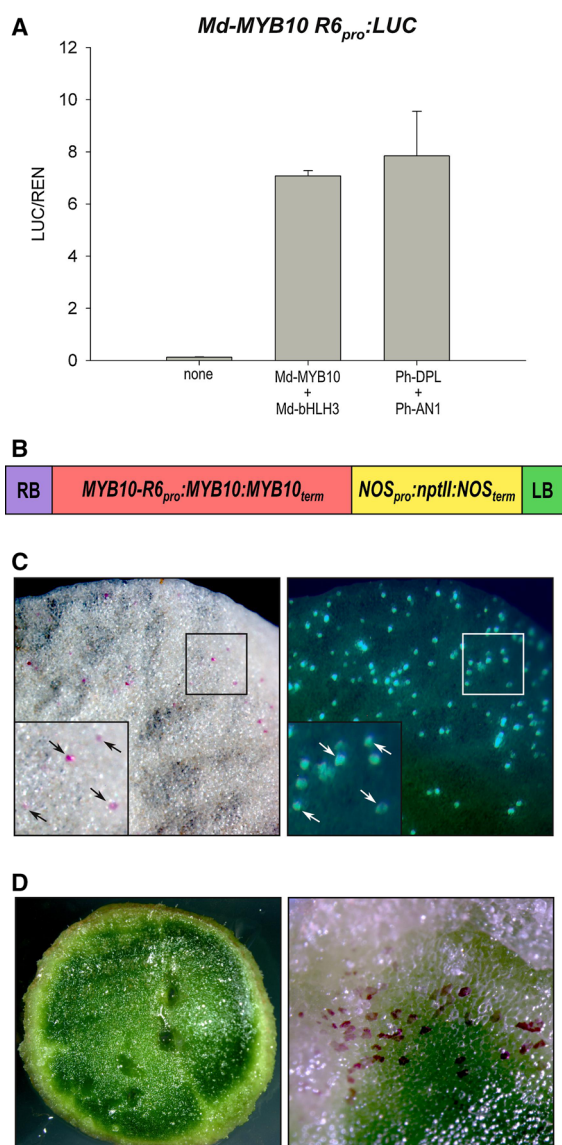 A
Md-MYB10 R6pro:LUC
12
10
8
6
4
2
0
LUC/REN
none
Md-MYB10
+
Md-bHLH3
Ph-DPL
+
Ph-AN1
B
RB
MYB10-R6pro:MYB10:MYB10term
NOSpro:nptII:NOSterm
LB
C
D